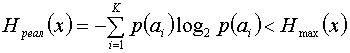 H_реал(x) = −∑_{i=1}^{K} p(a_i) log_2 p(a_i) < H_max(x)